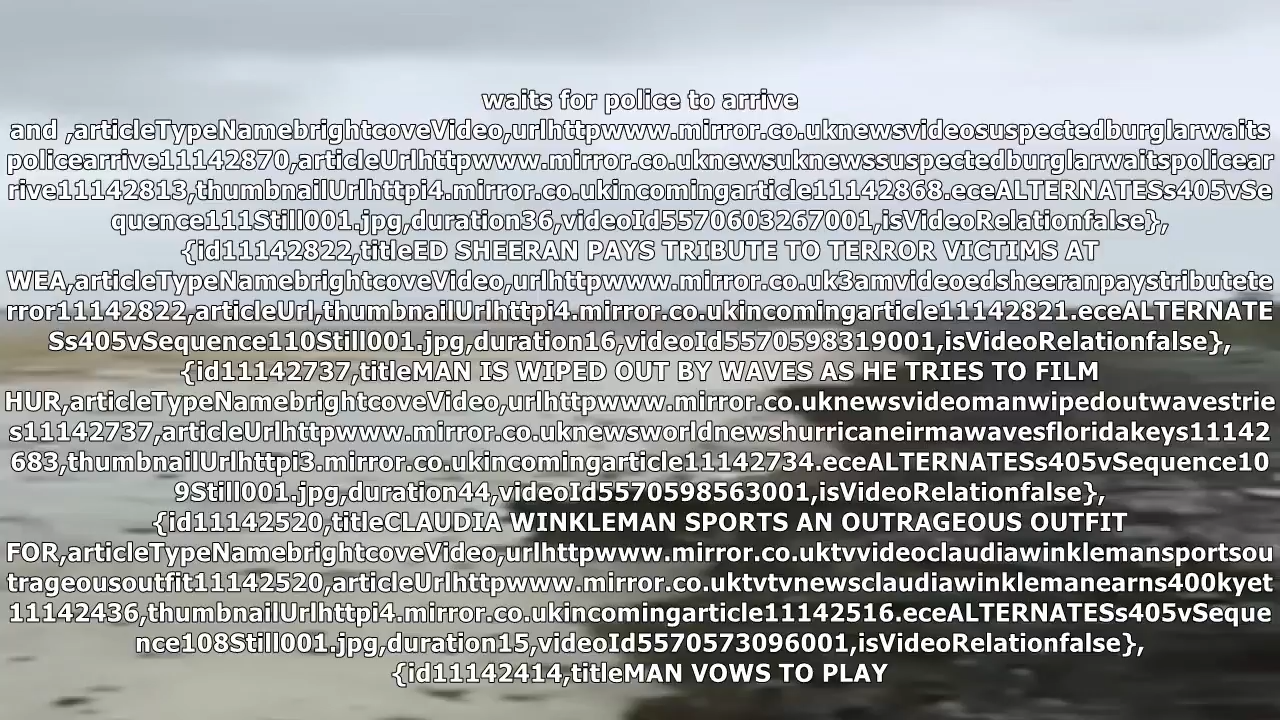 waits for police to arrive
and ,articleTypeNamebrightcoveVideo,urlhttpwww.mirror.co.uknewsvideosuspectedburglarwaits
policearrive11142870,articleUrlhttpwww.mirror.co.uknewsuknewssuspectedburglarwaitspolicear
rive11142813,thumbnailUrlhttpi4.mirror.co.ukincomingarticle11142868.eceALTERNATESs405vSe
quence111Still001.jpg,duration36,videoId5570603267001,isVideoRelationfalse},
{id11142822,titleED SHEERAN PAYS TRIBUTE TO TERROR VICTIMS AT
WEA,articleTypeNamebrightcoveVideo,urlhttpwww.mirror.co.uk3amvideoedsheeranpaystributete
rror11142822,articleUrl,thumbnailUrlhttpi4.mirror.co.ukincomingarticle11142821.eceALTERNATE
Ss405vSequence110Still001.jpg,duration16,videoId5570598319001,isVideoRelationfalse},
{id11142737,titleMAN IS WIPED OUT BY WAVES AS HE TRIES TO FILM
HUR,articleTypeNamebrightcoveVideo,urlhttpwww.mirror.co.uknewsvideomanwipedoutwavestrie
s11142737,articleUrlhttpwww.mirror.co.uknewsworldnewshurricaneirmawavesfloridakeys11142
683,thumbnailUrlhttpi3.mirror.co.ukincomingarticle11142734.eceALTERNATESs405vSequence10
9Still001.jpg,duration44,videoId5570598563001,isVideoRelationfalse},
{id11142520,titleCLAUDIA WINKLEMAN SPORTS AN OUTRAGEOUS OUTFIT
FOR,articleTypeNamebrightcoveVideo,urlhttpwww.mirror.co.uktvvideoclaudiawinklemansportsou
trageousoutfit11142520,articleUrlhttpwww.mirror.co.uktvtvnewsclaudiawinklemanearns400kyet
11142436,thumbnailUrlhttpi4.mirror.co.ukincomingarticle11142516.eceALTERNATESs405vSeque
nce108Still001.jpg,duration15,videoId5570573096001,isVideoRelationfalse},
{id11142414,titleMAN VOWS TO PLAY